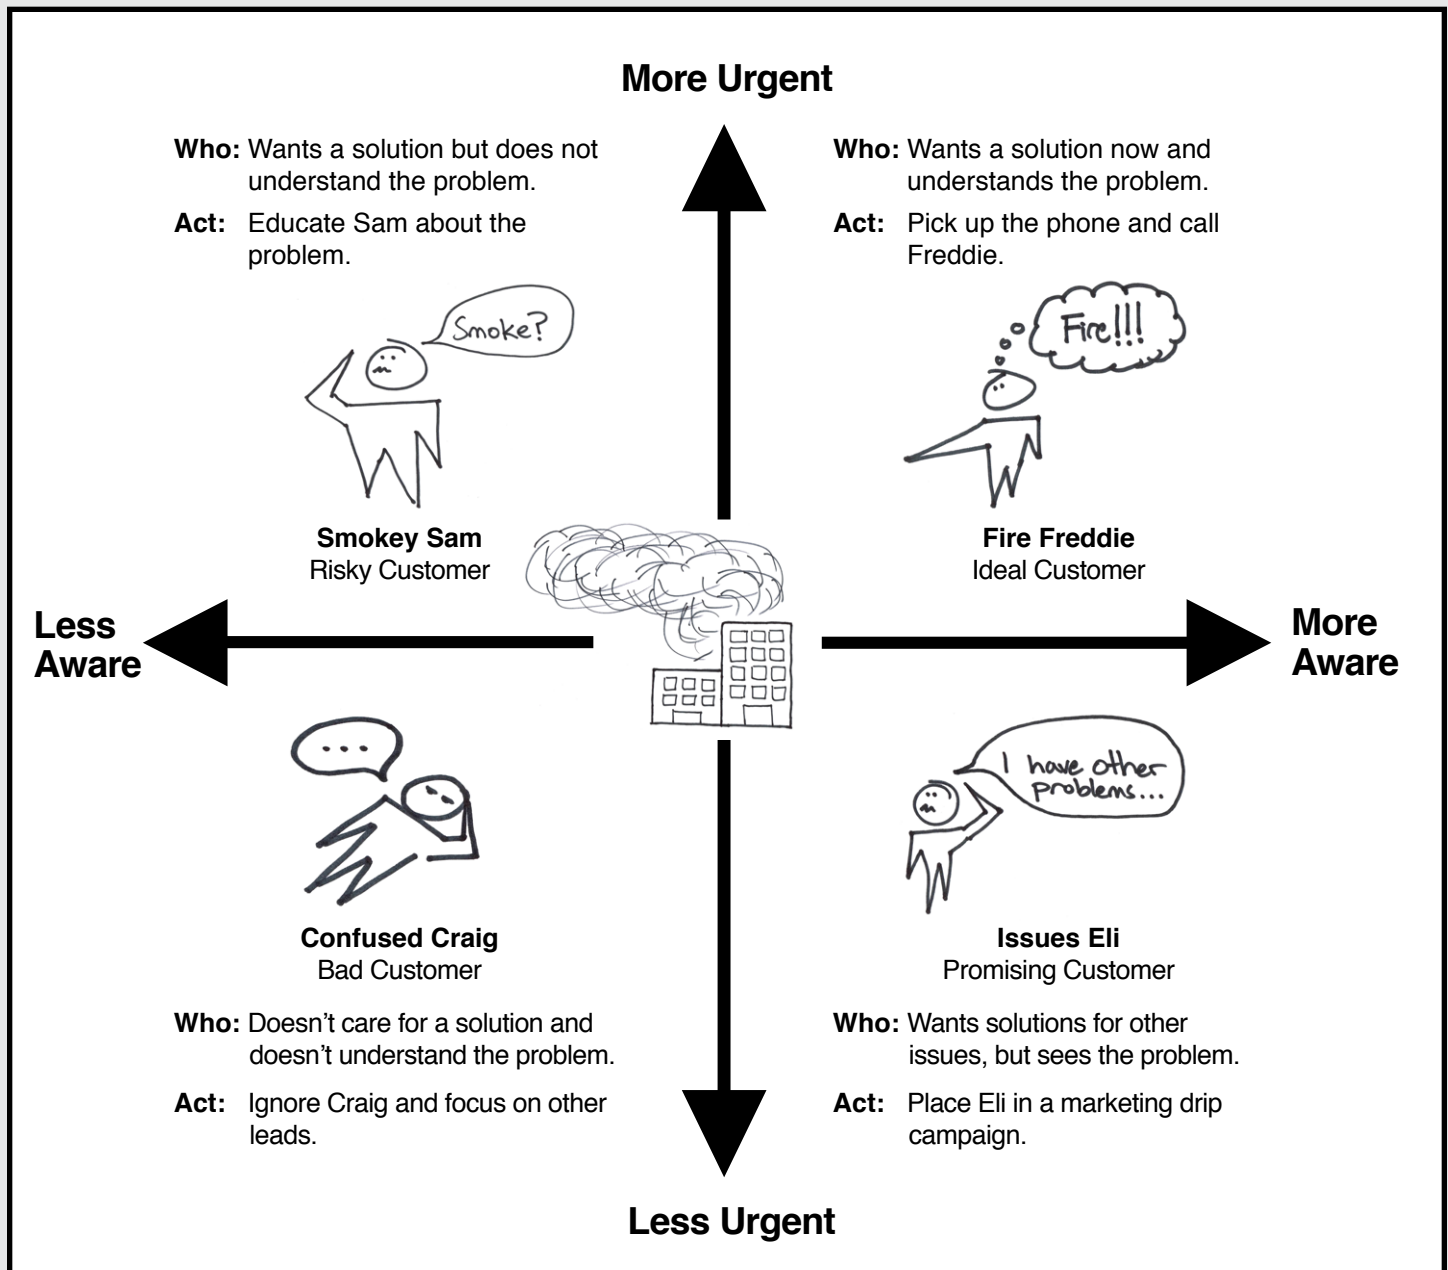 More Urgent
Who: Wants a solution but does not
understand the problem.
Act: Educate Sam about the
problem.
Smoke?
Smokey Sam
Risky Customer
Who: Wants a solution now and
understands the problem.
Act: Pick up the phone and call
Freddie.
Fire!!!
Fire Freddie
Ideal Customer
Less
Aware
More
Aware
...
Confused Craig
Bad Customer
Who: Doesn’t care for a solution and
doesn’t understand the problem.
Act: Ignore Craig and focus on other
leads.
I have other
problems...
Issues Eli
Promising Customer
Who: Wants solutions for other
issues, but sees the problem.
Act: Place Eli in a marketing drip
campaign.
Less Urgent